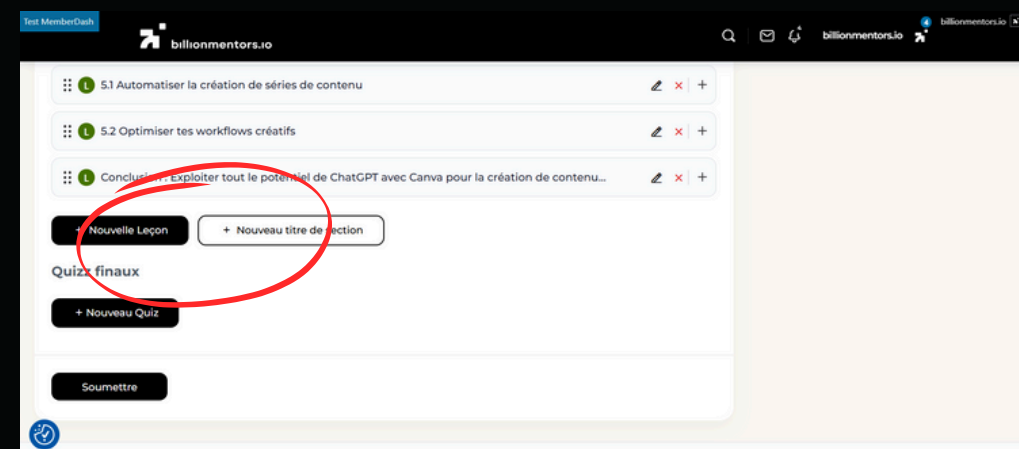 Test MemberDash
billionmentors.io
billionmentors.io
4
billionmentors.io
L 5.1 Automatiser la création de séries de contenu
L 5.2 Optimiser tes workflows créatifs
L Conclusion : Exploiter tout le potentiel de ChatGPT avec Canva pour la création de contenu...
+ Nouvelle Leçon
+ Nouveau titre de section
Quizz finaux
+ Nouveau Quiz
Soumettre